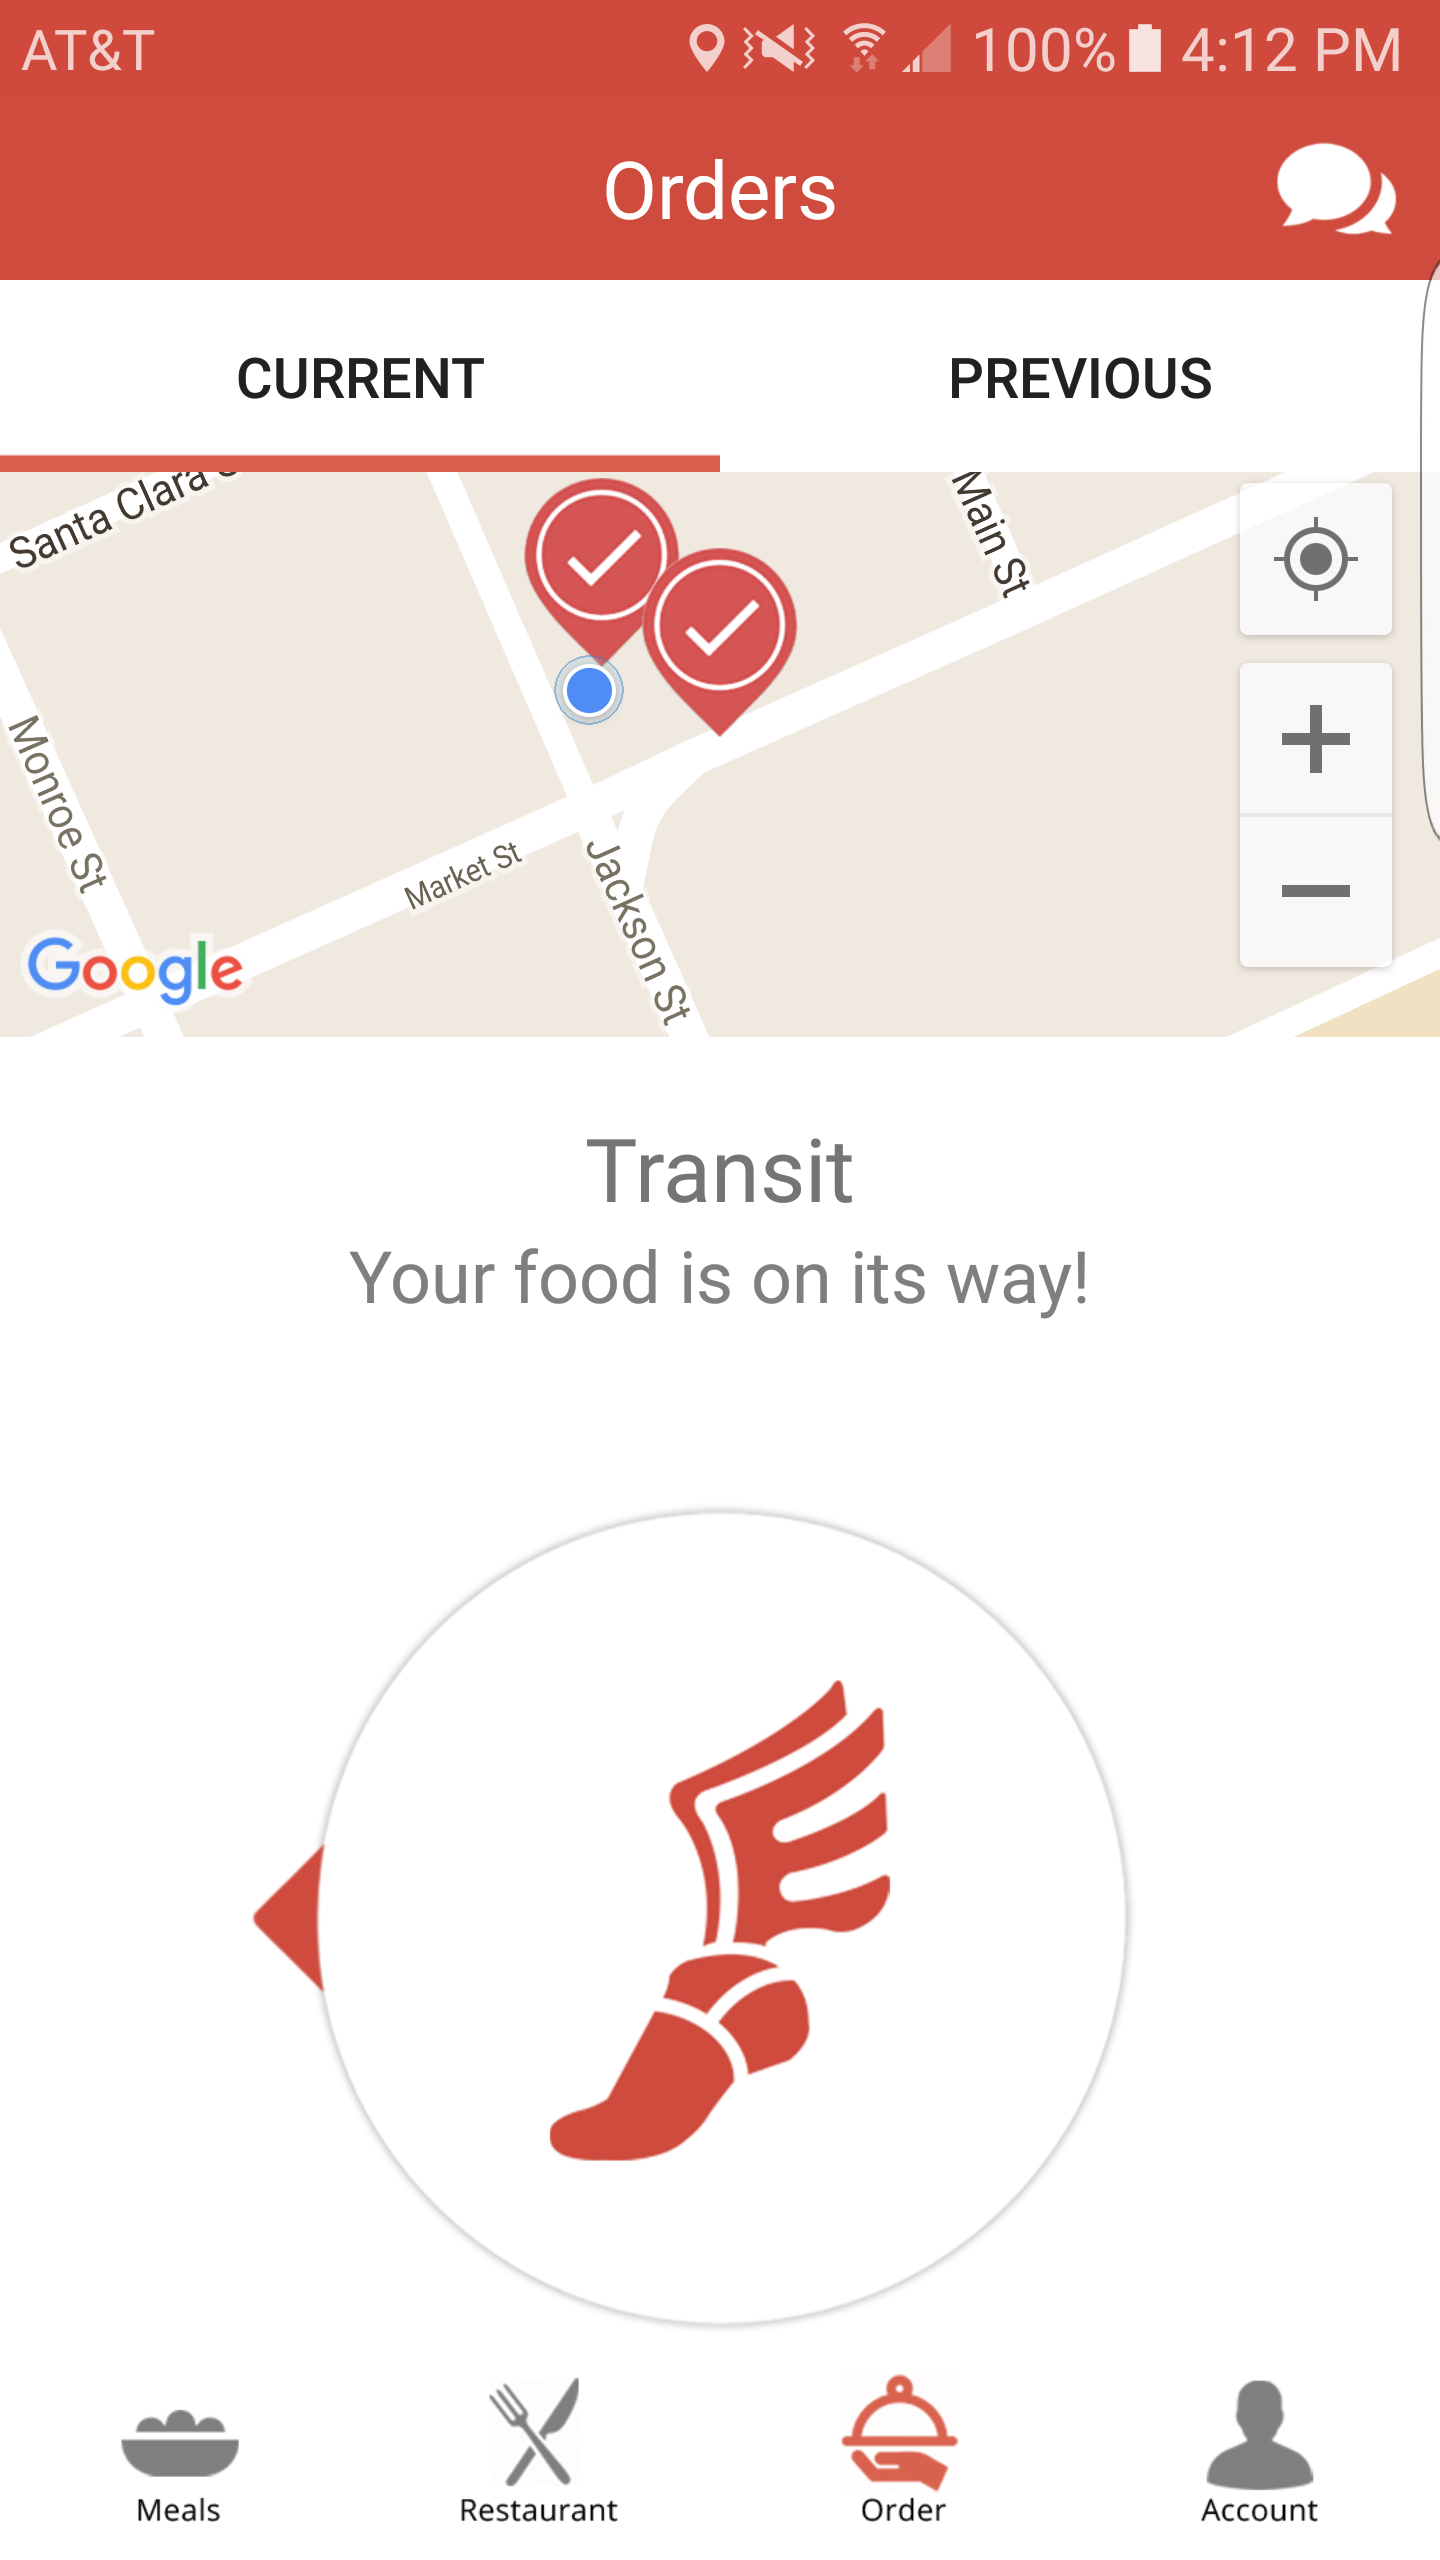 AT&T 100% 4:12 PM
Orders
CURRENT PREVIOUS
Santa Clara
Main St
Monroe St
Market St
Jackson St
Google
Transit
Your food is on its way!
Meals Restaurant Order Account